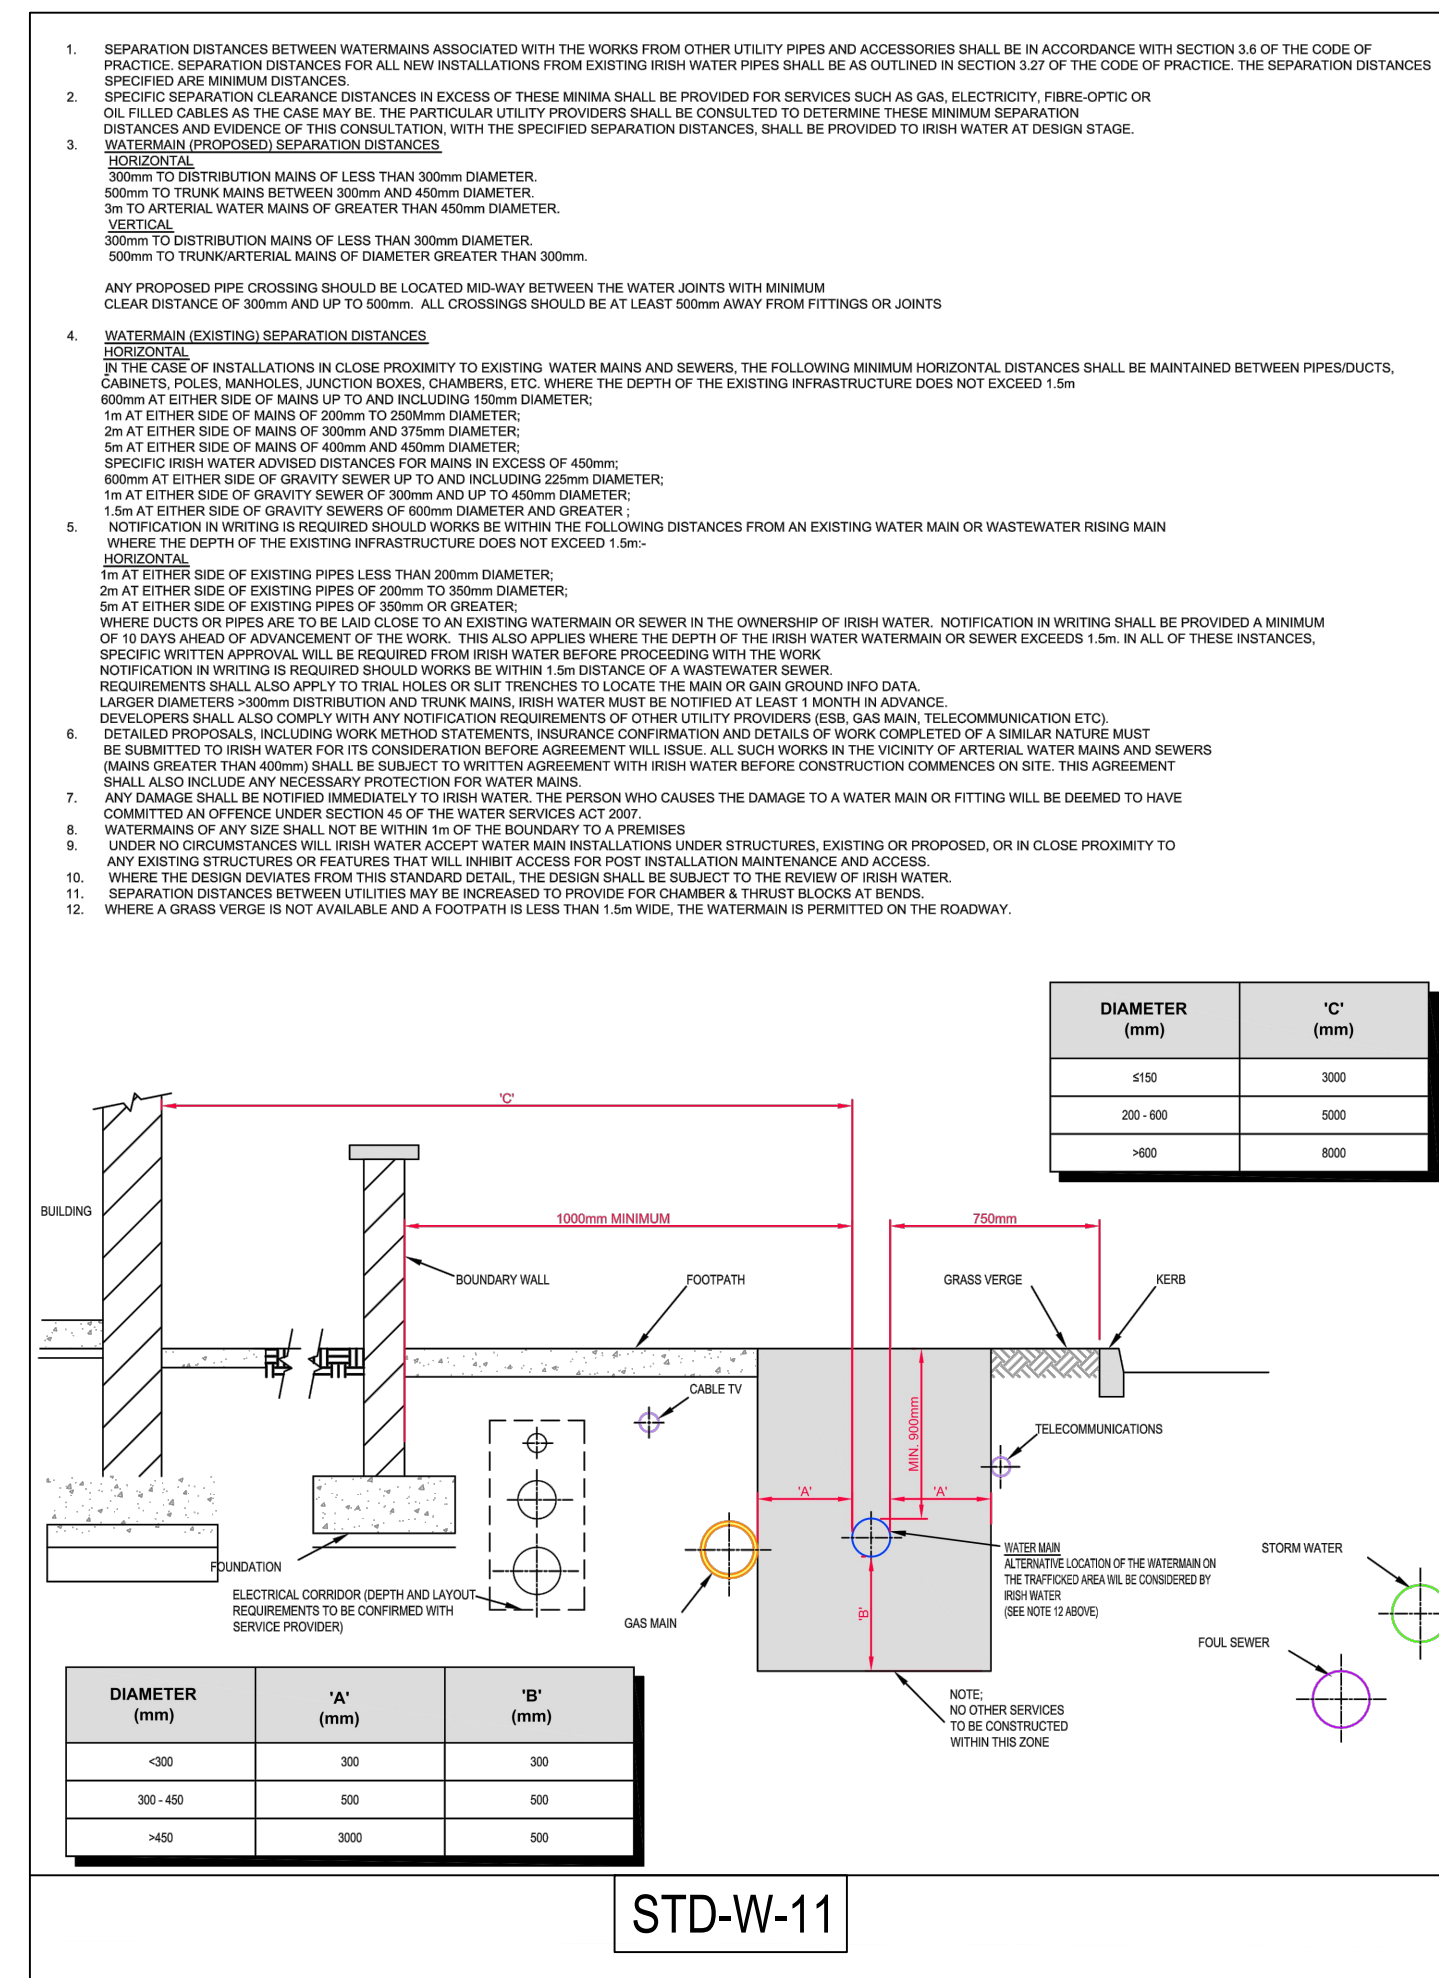 1. SEPARATION DISTANCES BETWEEN WATERMAINS ASSOCIATED WITH THE WORKS FROM OTHER UTILITY PIPES AND ACCESSORIES SHALL BE IN ACCORDANCE WITH SECTION 3.6 OF THE CODE OF
PRACTICE. SEPARATION DISTANCES FOR ALL NEW INSTALLATIONS FROM EXISTING IRISH WATER PIPES SHALL BE AS OUTLINED IN SECTION 3.27 OF THE CODE OF PRACTICE. THE SEPARATION DISTANCES
SPECIFIED ARE MINIMUM DISTANCES.
2. SPECIFIC SEPARATION CLEARANCE DISTANCES IN EXCESS OF THESE MINIMA SHALL BE PROVIDED FOR SERVICES SUCH AS GAS, ELECTRICITY, FIBRE-OPTIC OR
OIL FILLED CABLES AS THE CASE MAY BE. THE PARTICULAR UTILITY PROVIDERS SHALL BE CONSULTED TO DETERMINE THESE MINIMUM SEPARATION
DISTANCES AND EVIDENCE OF THIS CONSULTATION, WITH THE SPECIFIED SEPARATION DISTANCES, SHALL BE PROVIDED TO IRISH WATER AT DESIGN STAGE.
3. WATERMAIN (PROPOSED) SEPARATION DISTANCES
HORIZONTAL
300mm TO DISTRIBUTION MAINS OF LESS THAN 300mm DIAMETER.
500mm TO TRUNK MAINS BETWEEN 300mm AND 450mm DIAMETER.
3m TO ARTERIAL WATER MAINS OF GREATER THAN 450mm DIAMETER.
VERTICAL
300mm TO DISTRIBUTION MAINS OF LESS THAN 300mm DIAMETER.
500mm TO TRUNK/ARTERIAL MAINS OF DIAMETER GREATER THAN 300mm.
ANY PROPOSED PIPE CROSSING SHOULD BE LOCATED MID-WAY BETWEEN THE WATER JOINTS WITH MINIMUM
CLEAR DISTANCE OF 300mm AND UP TO 500mm. ALL CROSSINGS SHOULD BE AT LEAST 500mm AWAY FROM FITTINGS OR JOINTS
4. WATERMAIN (EXISTING) SEPARATION DISTANCES
HORIZONTAL
IN THE CASE OF INSTALLATIONS IN CLOSE PROXIMITY TO EXISTING WATER MAINS AND SEWERS, THE FOLLOWING MINIMUM HORIZONTAL DISTANCES SHALL BE MAINTAINED BETWEEN PIPES/DUCTS,
CABINETS, POLES, MANHOLES, JUNCTION BOXES, CHAMBERS, ETC. WHERE THE DEPTH OF THE EXISTING INFRASTRUCTURE DOES NOT EXCEED 1.5m
600mm AT EITHER SIDE OF MAINS UP TO AND INCLUDING 150mm DIAMETER;
1m AT EITHER SIDE OF MAINS OF 200mm TO 250Mmm DIAMETER;
2m AT EITHER SIDE OF MAINS OF 300mm AND 375mm DIAMETER;
5m AT EITHER SIDE OF MAINS OF 400mm AND 450mm DIAMETER;
SPECIFIC IRISH WATER ADVISED DISTANCES FOR MAINS IN EXCESS OF 450mm;
600mm AT EITHER SIDE OF GRAVITY SEWER UP TO AND INCLUDING 225mm DIAMETER;
1m AT EITHER SIDE OF GRAVITY SEWER OF 300mm AND UP TO 450mm DIAMETER;
1.5m AT EITHER SIDE OF GRAVITY SEWERS OF 600mm DIAMETER AND GREATER ;
5. NOTIFICATION IN WRITING IS REQUIRED SHOULD WORKS BE WITHIN THE FOLLOWING DISTANCES FROM AN EXISTING WATER MAIN OR WASTEWATER RISING MAIN
WHERE THE DEPTH OF THE EXISTING INFRASTRUCTURE DOES NOT EXCEED 1.5m:-
HORIZONTAL
1m AT EITHER SIDE OF EXISTING PIPES LESS THAN 200mm DIAMETER;
2m AT EITHER SIDE OF EXISTING PIPES OF 200mm TO 350mm DIAMETER;
5m AT EITHER SIDE OF EXISTING PIPES OF 350mm OR GREATER;
WHERE DUCTS OR PIPES ARE TO BE LAID CLOSE TO AN EXISTING WATERMAIN OR SEWER IN THE OWNERSHIP OF IRISH WATER. NOTIFICATION IN WRITING SHALL BE PROVIDED A MINIMUM
OF 10 DAYS AHEAD OF ADVANCEMENT OF THE WORK. THIS ALSO APPLIES WHERE THE DEPTH OF THE IRISH WATER WATERMAIN OR SEWER EXCEEDS 1.5m. IN ALL OF THESE INSTANCES,
SPECIFIC WRITTEN APPROVAL WILL BE REQUIRED FROM IRISH WATER BEFORE PROCEEDING WITH THE WORK
NOTIFICATION IN WRITING IS REQUIRED SHOULD WORKS BE WITHIN 1.5m DISTANCE OF A WASTEWATER SEWER.
REQUIREMENTS SHALL ALSO APPLY TO TRIAL HOLES OR SLIT TRENCHES TO LOCATE THE MAIN OR GAIN GROUND INFO DATA.
LARGER DIAMETERS >300mm DISTRIBUTION AND TRUNK MAINS, IRISH WATER MUST BE NOTIFIED AT LEAST 1 MONTH IN ADVANCE.
DEVELOPERS SHALL ALSO COMPLY WITH ANY NOTIFICATION REQUIREMENTS OF OTHER UTILITY PROVIDERS (ESB, GAS MAIN, TELECOMMUNICATION ETC).
6. DETAILED PROPOSALS, INCLUDING WORK METHOD STATEMENTS, INSURANCE CONFIRMATION AND DETAILS OF WORK COMPLETED OF A SIMILAR NATURE MUST
BE SUBMITTED TO IRISH WATER FOR ITS CONSIDERATION BEFORE AGREEMENT WILL ISSUE. ALL SUCH WORKS IN THE VICINITY OF ARTERIAL WATER MAINS AND SEWERS
(MAINS GREATER THAN 400mm) SHALL BE SUBJECT TO WRITTEN AGREEMENT WITH IRISH WATER BEFORE CONSTRUCTION COMMENCES ON SITE. THIS AGREEMENT
SHALL ALSO INCLUDE ANY NECESSARY PROTECTION FOR WATER MAINS.
7. ANY DAMAGE SHALL BE NOTIFIED IMMEDIATELY TO IRISH WATER. THE PERSON WHO CAUSES THE DAMAGE TO A WATER MAIN OR FITTING WILL BE DEEMED TO HAVE
COMMITTED AN OFFENCE UNDER SECTION 45 OF THE WATER SERVICES ACT 2007.
8. WATERMAINS OF ANY SIZE SHALL NOT BE WITHIN 1m OF THE BOUNDARY TO A PREMISES
9. UNDER NO CIRCUMSTANCES WILL IRISH WATER ACCEPT WATER MAIN INSTALLATIONS UNDER STRUCTURES, EXISTING OR PROPOSED, OR IN CLOSE PROXIMITY TO
ANY EXISTING STRUCTURES OR FEATURES THAT WILL INHIBIT ACCESS FOR POST INSTALLATION MAINTENANCE AND ACCESS.
10. WHERE THE DESIGN DEVIATES FROM THIS STANDARD DETAIL, THE DESIGN SHALL BE SUBJECT TO THE REVIEW OF IRISH WATER.
11. SEPARATION DISTANCES BETWEEN UTILITIES MAY BE INCREASED TO PROVIDE FOR CHAMBER & THRUST BLOCKS AT BENDS.
12. WHERE A GRASS VERGE IS NOT AVAILABLE AND A FOOTPATH IS LESS THAN 1.5m WIDE, THE WATERMAIN IS PERMITTED ON THE ROADWAY.
DIAMETER (mm) 'C' (mm)
≤150 3000
200 - 600 5000
>600 8000
'C'
BUILDING
1000mm MINIMUM
750mm
BOUNDARY WALL
FOOTPATH
GRASS VERGE
KERB
CABLE TV
MIN. 900mm
TELECOMMUNICATIONS
'A'
'A'
'B'
WATER MAIN
ALTERNATIVE LOCATION OF THE WATERMAIN ON
THE TRAFFICKED AREA WIL BE CONSIDERED BY
IRISH WATER
(SEE NOTE 12 ABOVE)
STORM WATER
FOUNDATION
ELECTRICAL CORRIDOR (DEPTH AND LAYOUT
REQUIREMENTS TO BE CONFIRMED WITH
SERVICE PROVIDER)
GAS MAIN
FOUL SEWER
NOTE;
NO OTHER SERVICES
TO BE CONSTRUCTED
WITHIN THIS ZONE
DIAMETER (mm) 'A' (mm) 'B' (mm)
<300 300 300
300 - 450 500 500
>450 3000 500
STD-W-11